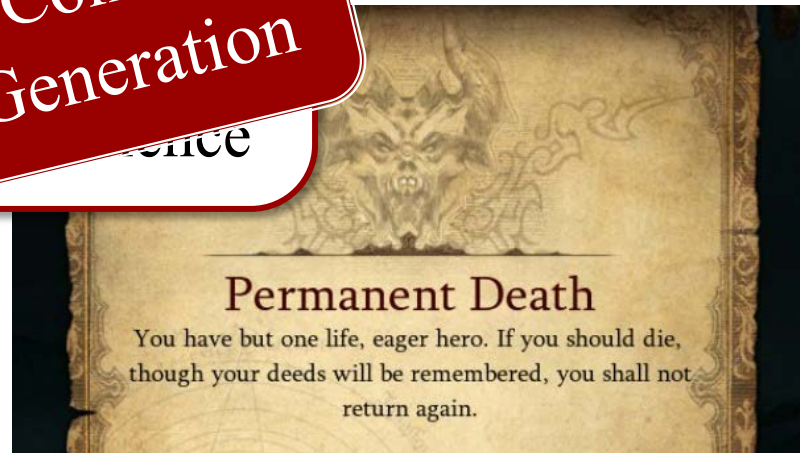 Generation
Permanent Death
You have but one life, eager hero. If you should die,
though your deeds will be remembered, you shall not
return again.